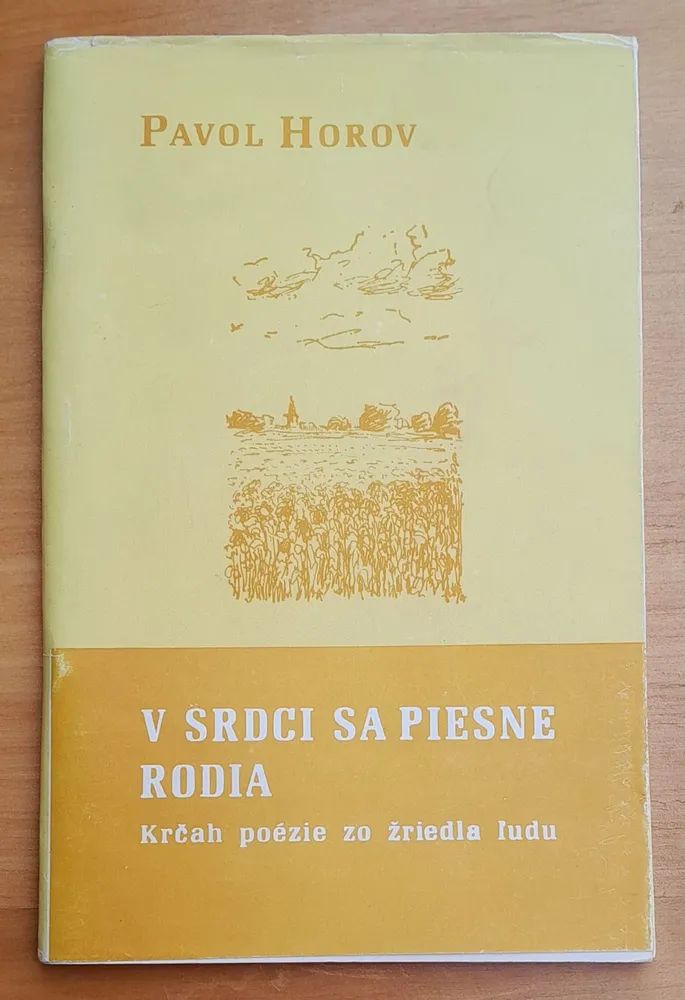 PAVOL HOROV
V SRDCI SA PIESNE
RODIA
Krčah poézie zo žriedla ľudu